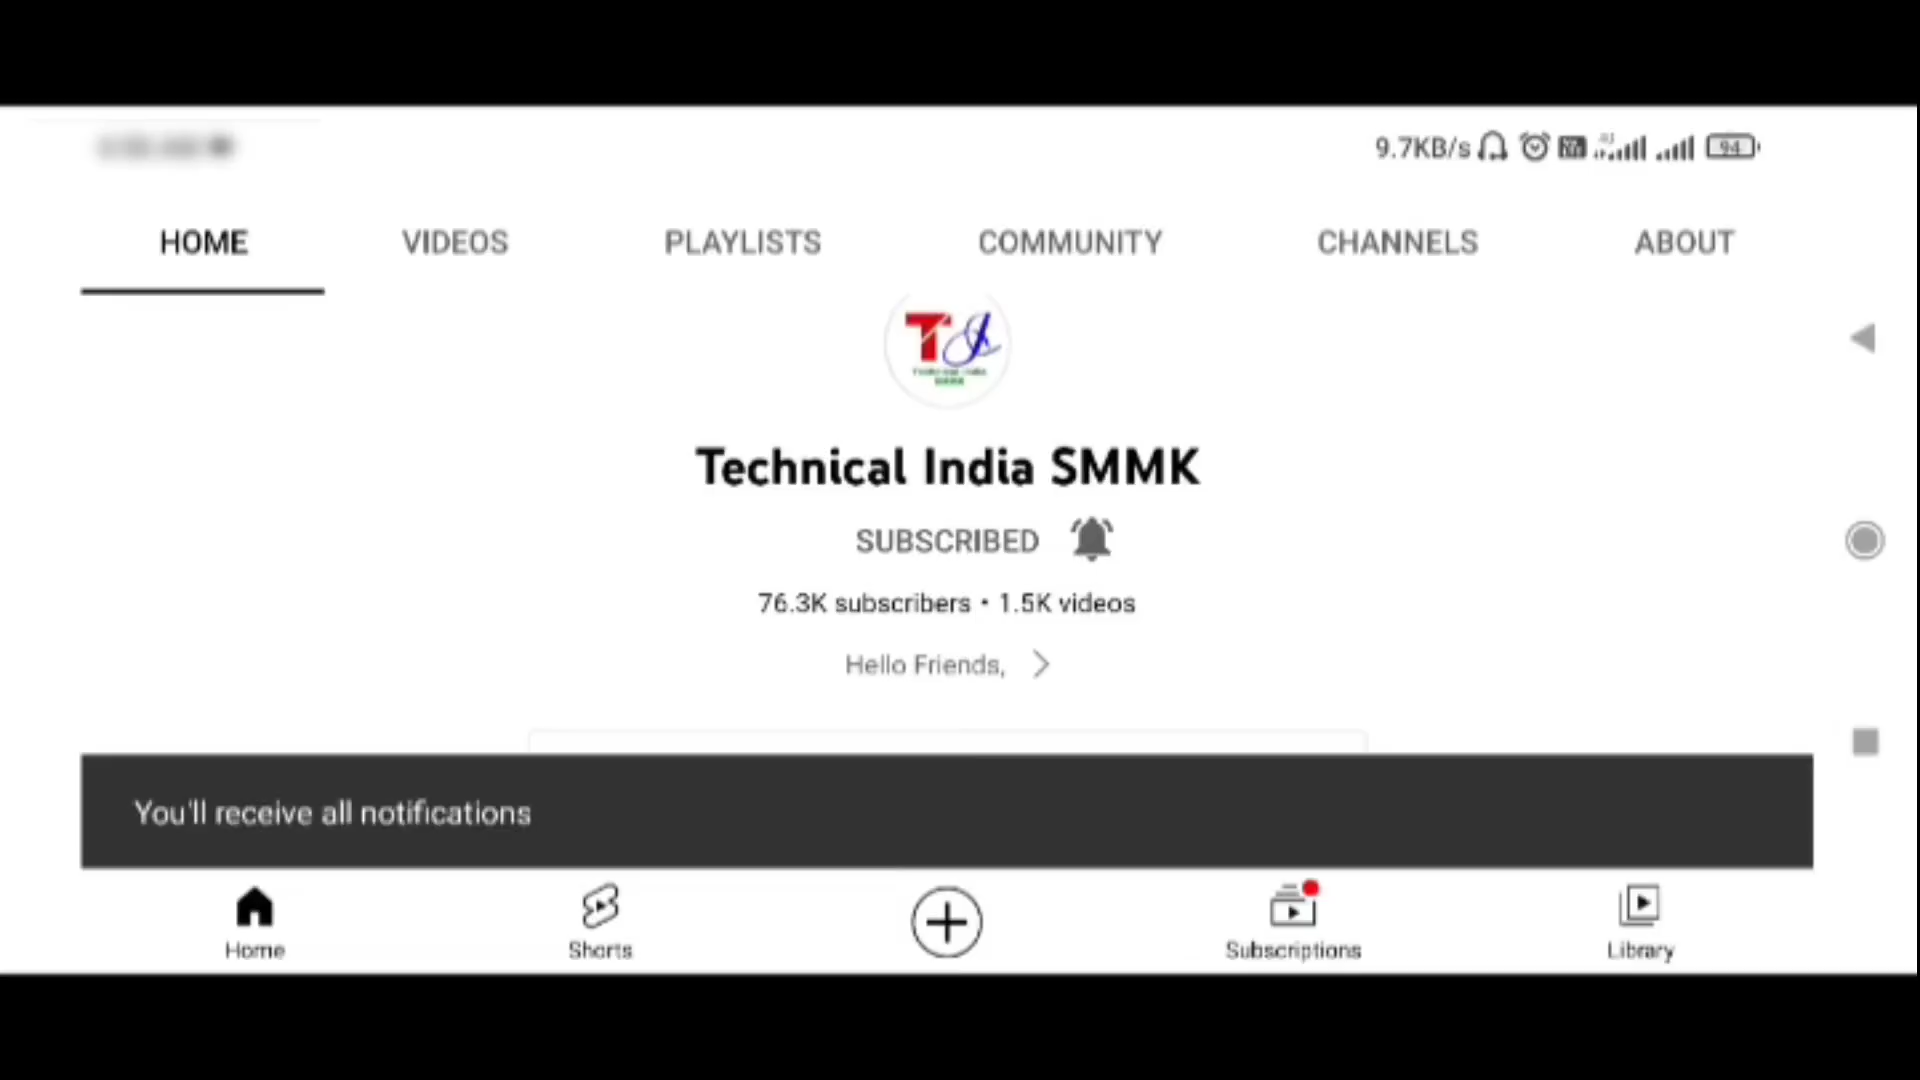 9.7KB/s 94
HOME VIDEOS PLAYLISTS COMMUNITY CHANNELS ABOUT
Technical India SMMK
SUBSCRIBED
76.3K subscribers • 1.5K videos
Hello Friends,
You'll receive all notifications
Home Shorts Subscriptions Library